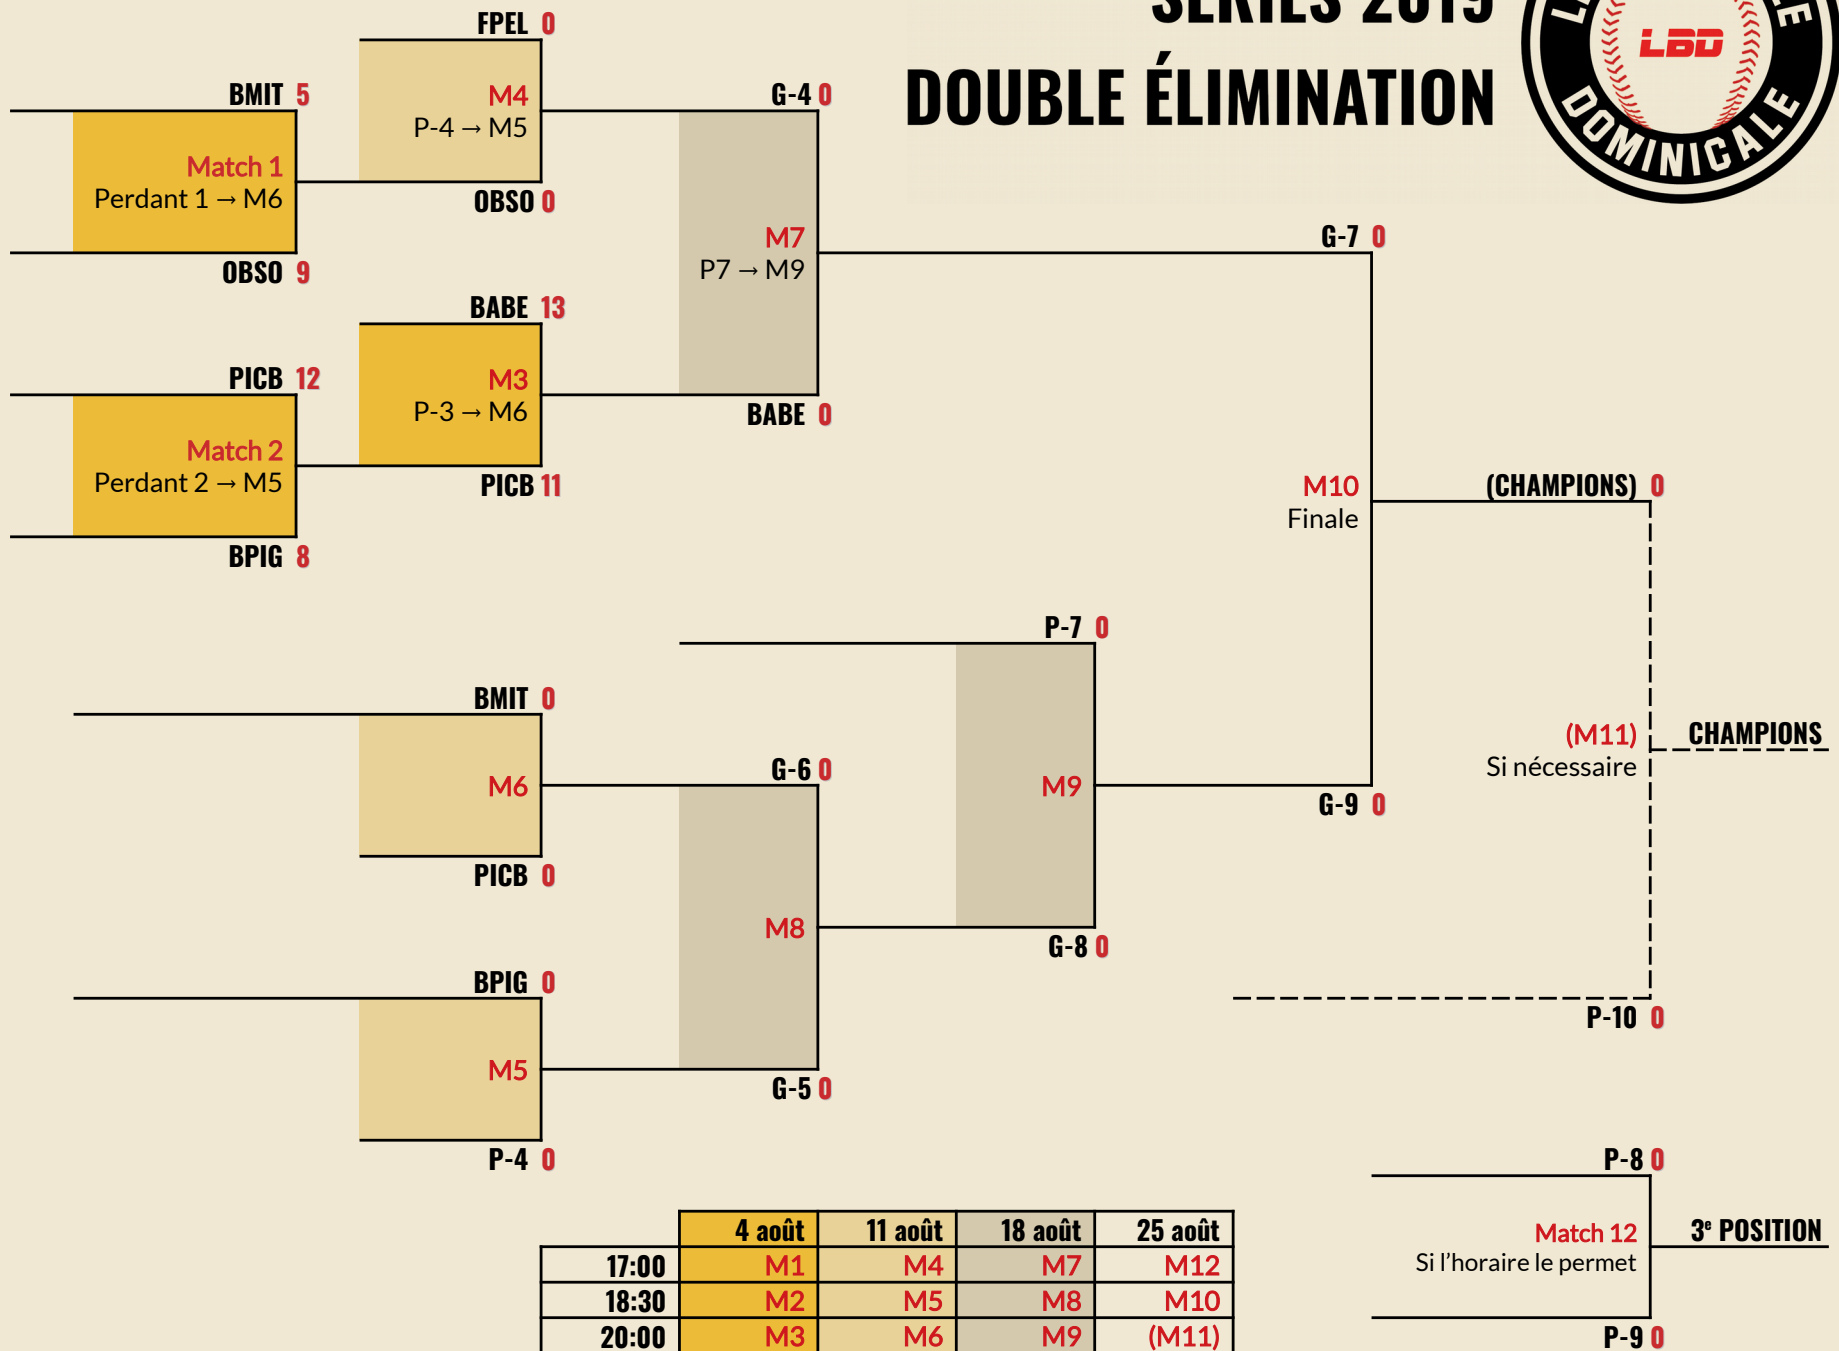 SÉRIES 2019
DOUBLE ÉLIMINATION
LBD
DOMINICALE
FPEL 0
M4
P-4 → M5
OBSO 0
BMIT 5
Match 1
Perdant 1 → M6
OBSO 9
G-4 0
M7
P7 → M9
BABE 0
BABE 13
M3
P-3 → M6
PICB 11
PICB 12
Match 2
Perdant 2 → M5
BPIG 8
G-7 0
M10
Finale
G-9 0
(CHAMPIONS) 0
(M11)
Si nécessaire
CHAMPIONS
P-10 0
P-7 0
M9
G-8 0
BMIT 0
M6
PICB 0
G-6 0
M8
G-5 0
BPIG 0
M5
P-4 0
P-8 0
Match 12
Si l'horaire le permet
3e POSITION
P-9 0
4 août 11 août 18 août 25 août
17:00 M1 M4 M7 M12
18:30 M2 M5 M8 M10
20:00 M3 M6 M9 (M11)